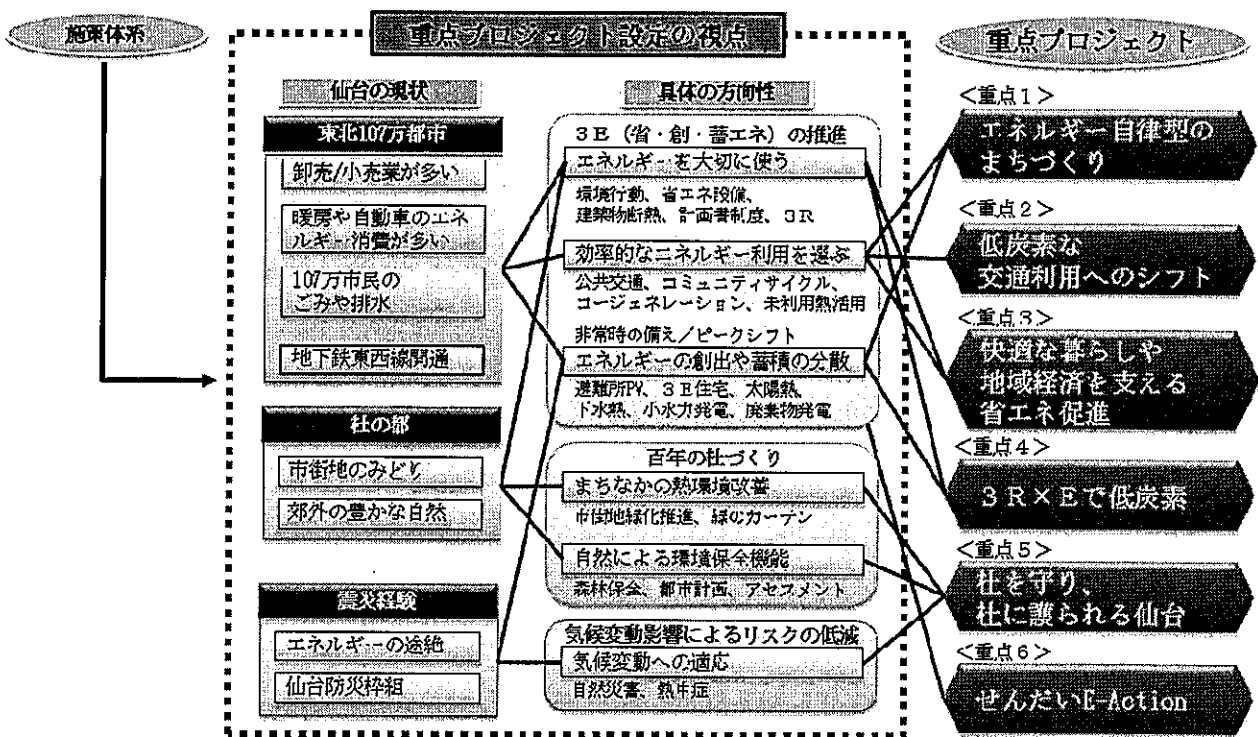 施策体系
重点プロジェクト設定の視点
重点プロジェクト
仙台の現状
東北107万都市
卸売/小売業が多い
暖房や自動車のエネ
ルギー消費が多い
107万市民の
ごみや排水
地下鉄東西線開通
杜の都
市街地のみどり
郊外の豊かな自然
震災経験
エネルギーの途絶
仙台防災枠組
具体の方向性
3E(省・創・蓄エネ)の推進
エネルギーを大切に使う
環境行動、省エネ設備、
建築物断熱、計画書制度、3R
効率的なエネルギー利用を選ぶ
公共交通、コミュニティサイクル、
コージェネレーション、未利用熱活用
非常時の備え/ピークシフト
エネルギーの創出や蓄積の分散
避難所PV、3E住宅、太陽熱、
下水熱、小水力発電、廃棄物発電
百年の杜づくり
まちなかの熱環境改善
市街地緑化推進、緑のカーテン
自然による環境保全機能
森林保全、都市計画、アセスメント
気候変動影響によるリスクの低減
気候変動への適応
自然災害、熱中症
<重点1>
エネルギー自律型の
まちづくり
<重点2>
低炭素な
交通利用へのシフト
<重点3>
快適な暮らしや
地域経済を支える
省エネ促進
<重点4>
3R×Eで低炭素
<重点5>
杜を守り、
杜に護られる仙台
<重点6>
せんだいE-Action